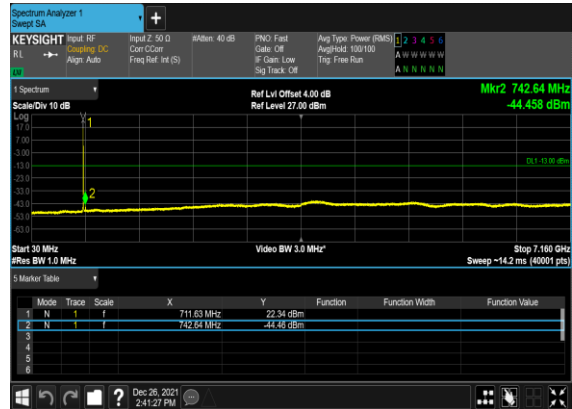 Spectrum Analyzer 1
Swept SA
KEYSIGHT Input: RF Input Z: 50 Ω #Atten: 40 dB PNO: Fast Avg Type: Power (RMS) 1 2 3 4 5 6
RL Coupling: DC Corr CCorr Gate: Off Avg|Hold: 100/100 A W W W W W
Align: Auto Freq Ref: Int (S) IF Gain: Low Trig: Free Run
Sig Track: Off A N N N N N
1 Spectrum Ref Lvl Offset 4.00 dB Mkr2 742.64 MHz
Scale/Div 10 dB Ref Level 27.00 dBm -44.458 dBm
Log
17.0
7.00
-3.00
-13.0
-23.0
-33.0
-43.0
-53.0
-63.0
1
2
DL1 -13.00 dBm
Start 30 MHz Video BW 3.0 MHz* Stop 7.160 GHz
#Res BW 1.0 MHz Sweep ~14.2 ms (40001 pts)
5 Marker Table
Mode Trace Scale X Y Function Function Width Function Value
1 N 1 f 711.63 MHz 22.34 dBm
2 N 1 f 742.64 MHz -44.46 dBm
3
4
5
6
? Dec 26, 2021
2:41:27 PM